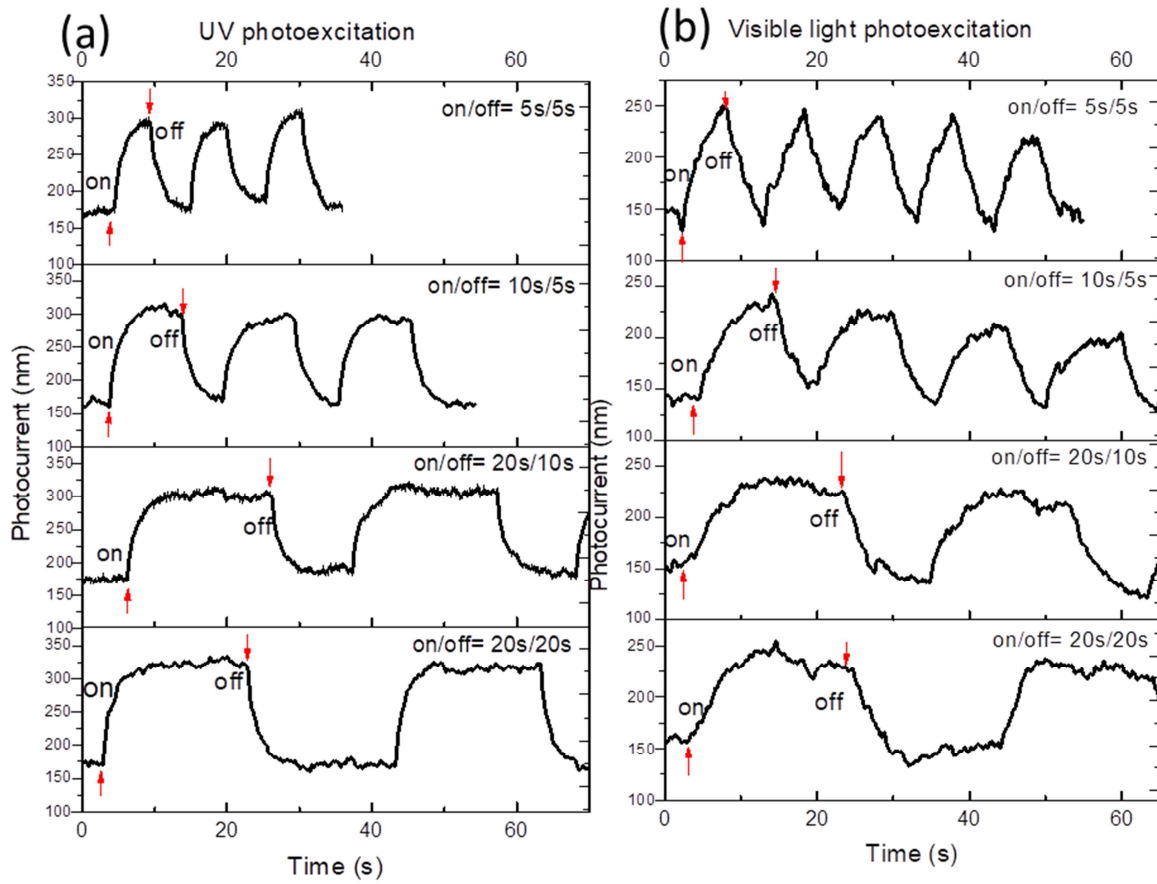 (a)
UV photoexcitation
0 20 40 60
Photocurrent (nm)
350
300
250
200
150
100
on/off= 5s/5s
on
off
350
300
250
200
150
100
on/off= 10s/5s
on
off
350
300
250
200
150
100
on/off= 20s/10s
on
off
350
300
250
200
150
100
on/off= 20s/20s
on
off
0 20 40 60
Time (s)
(b)
Visible light photoexcitation
0 20 40 60
Photocurrent (nm)
250
200
150
100
on/off= 5s/5s
on
off
250
200
150
100
on/off= 10s/5s
on
off
250
200
150
100
on/off= 20s/10s
on
off
250
200
150
100
on/off= 20s/20s
on
off
0 20 40 60
Time (s)